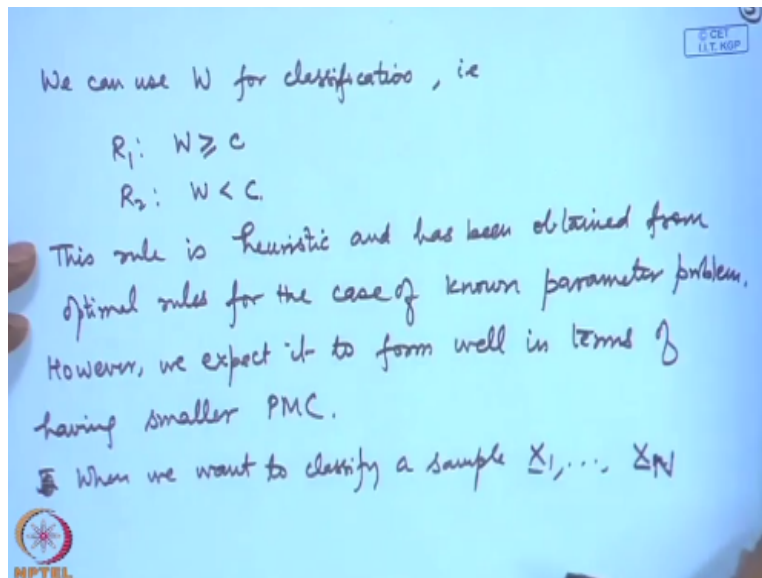 © CET
I.I.T. KGP
We can use W for classification, ie
R₁: W ≥ C
R₂: W < C.
This rule is heuristic and has been obtained from
optimal rules for the case of known parameter problem.
However, we expect it to form well in terms of
having smaller PMC.
When we want to classify a sample X̲₁, ..., X̲N
NPTEL